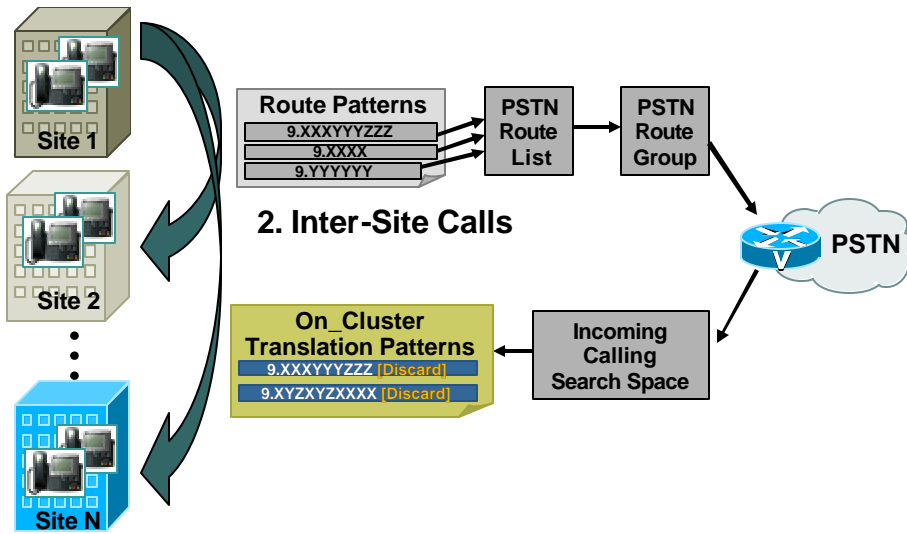 Site 1
Site 2
Site N
Route Patterns
9.XXXYYYZZZ
9.XXXX
9.YYYYYY
PSTN
Route
List
PSTN
Route
Group
2. Inter-Site Calls
V
PSTN
On_Cluster
Translation Patterns
9.XXXYYYZZZ [Discard]
9.XYZXYZXXXX [Discard]
Incoming
Calling
Search Space